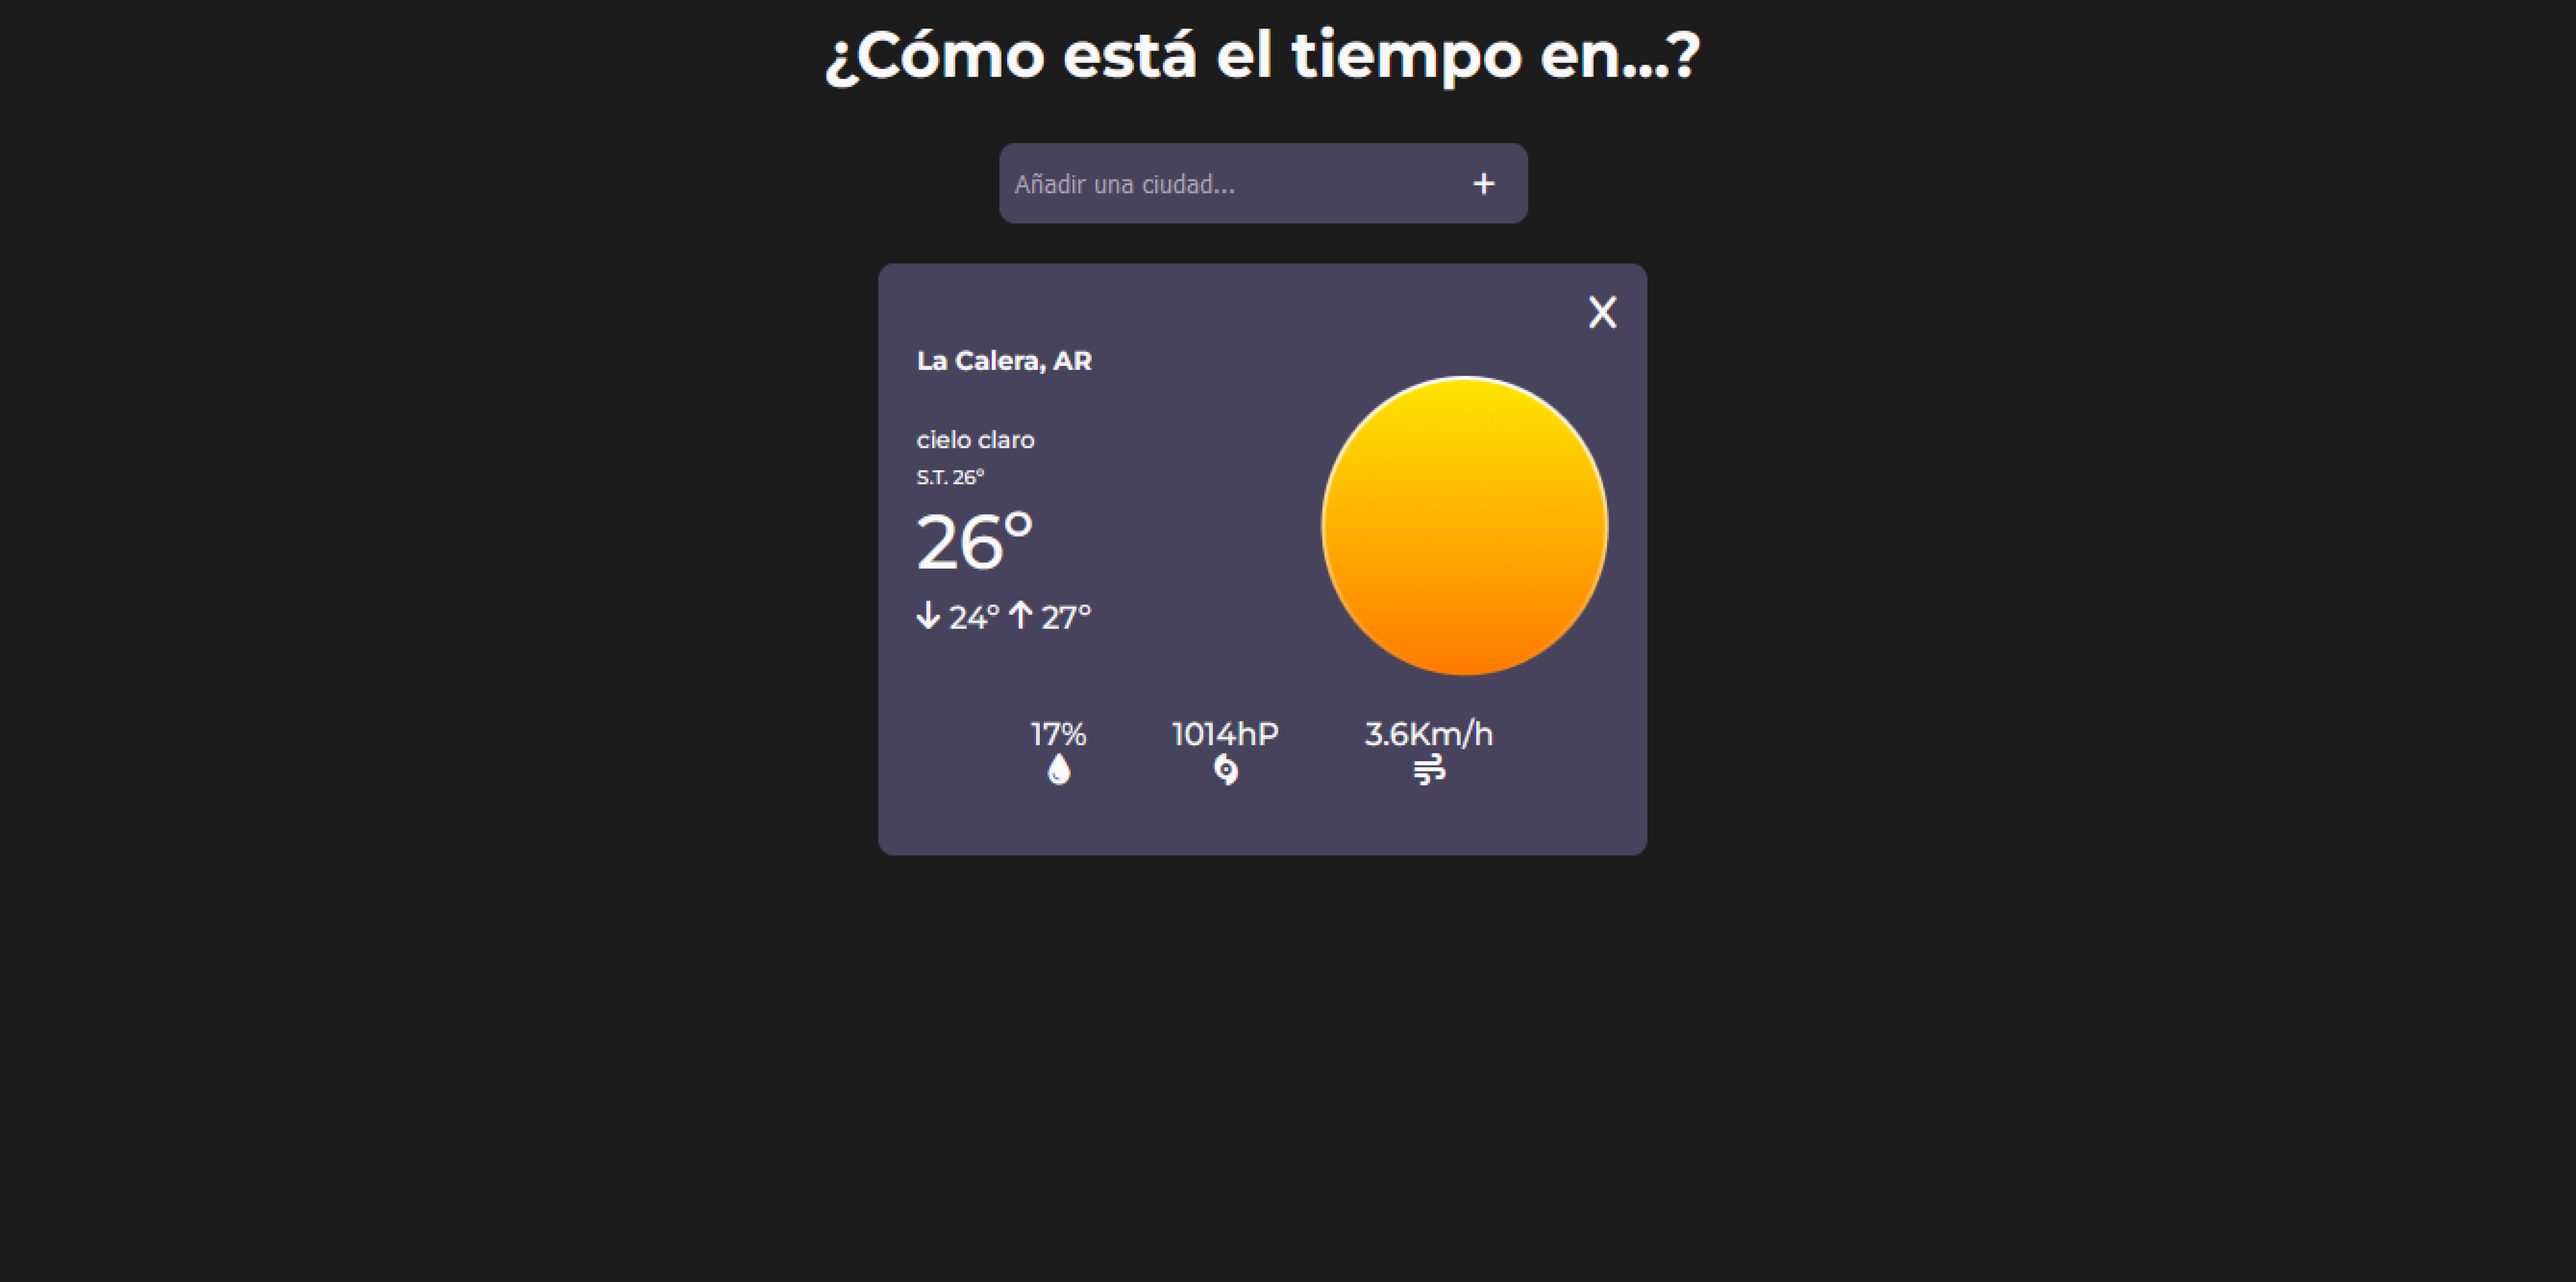 ¿Cómo está el tiempo en...?
Añadir una ciudad...
+
X
La Calera, AR
cielo claro
S.T. 26°
26°
↓ 24° ↑ 27°
17% 1014hP 3.6Km/h